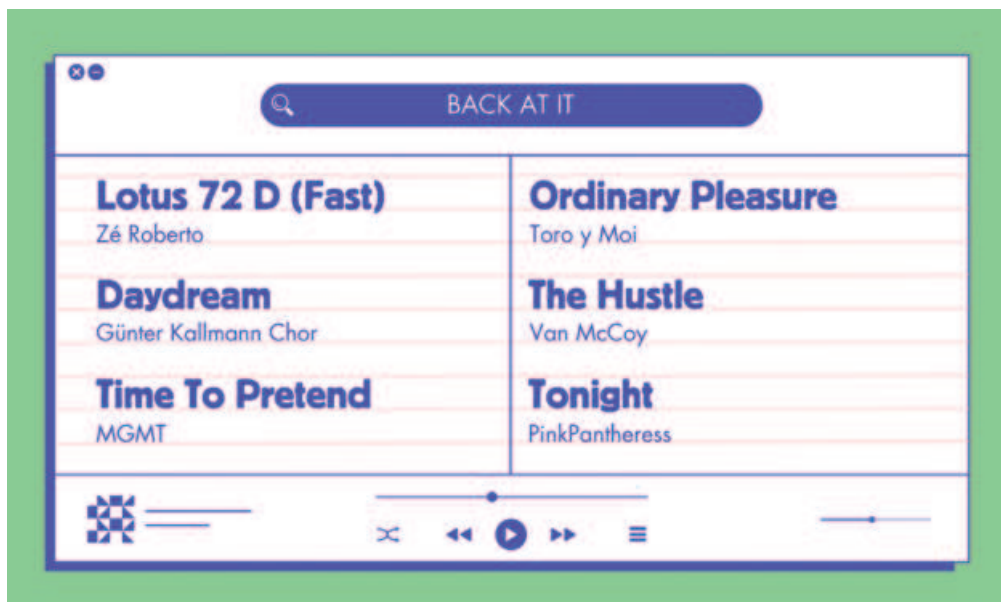 BACK AT IT
Lotus 72 D (Fast)
Zé Roberto
Daydream
Günter Kallmann Chor
Time To Pretend
MGMT
Ordinary Pleasure
Toro y Moi
The Hustle
Van McCoy
Tonight
PinkPantheress